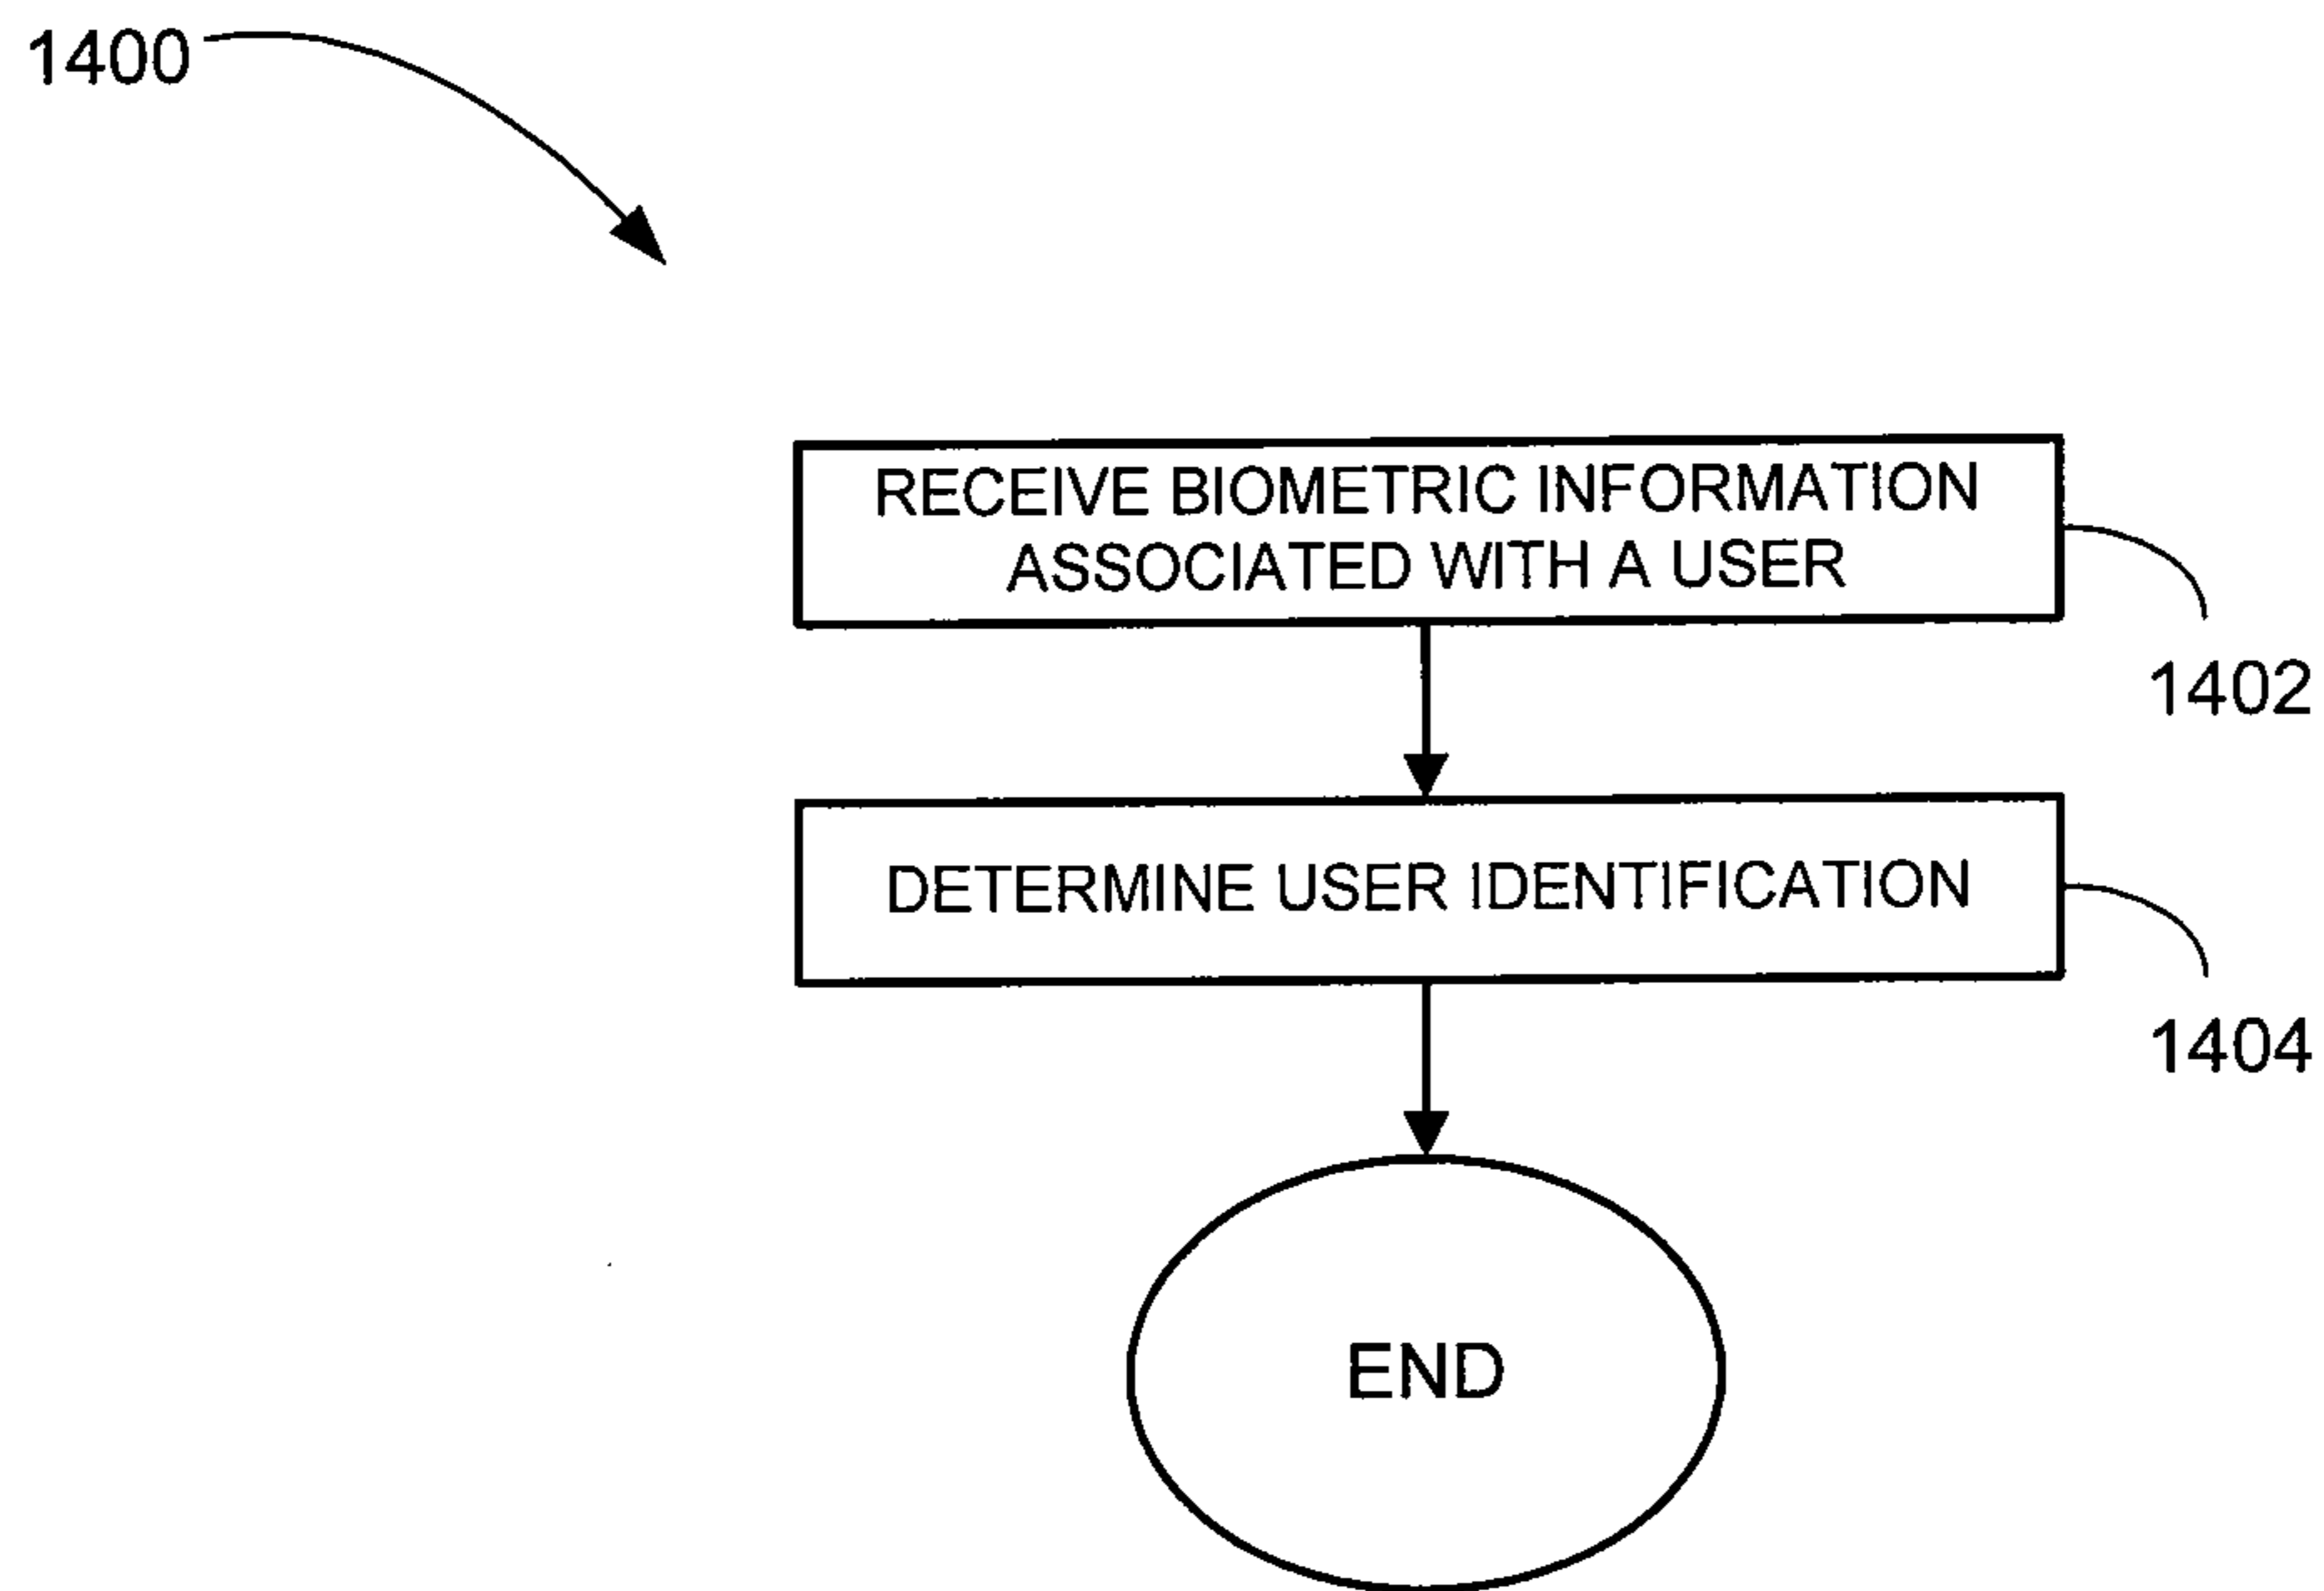 1400
RECEIVE BIOMETRIC INFORMATION
ASSOCIATED WITH A USER
1402
DETERMINE USER IDENTIFICATION
1404
END